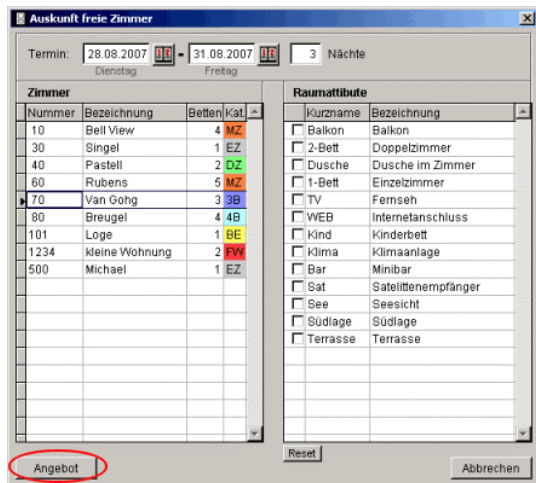 Auskunft freie Zimmer
Termin: 28.08.2007 - 31.08.2007 3 Nächte
Dienstag Freitag
Zimmer
Nummer Bezeichnung Betten Kat.
10 Bell View 4 MZ
30 Singel 1 EZ
40 Pastell 2 DZ
60 Rubens 5 MZ
70 Van Gohg 3 3B
80 Breugel 4 4B
101 Loge 1 BE
1234 kleine Wohnung 2 FW
500 Michael 1 EZ
Raumattibute
Kurzname Bezeichnung
Balkon Balkon
2-Bett Doppelzimmer
Dusche Dusche im Zimmer
1-Bett Einzelzimmer
TV Fernseh
WEB Internetanschluss
Kind Kinderbett
Klima Klimaanlage
Bar Minibar
Sat Satelittenempfänger
See Seesicht
Südlage Südlage
Terrasse Terrasse
Reset
Angebot Abbrechen